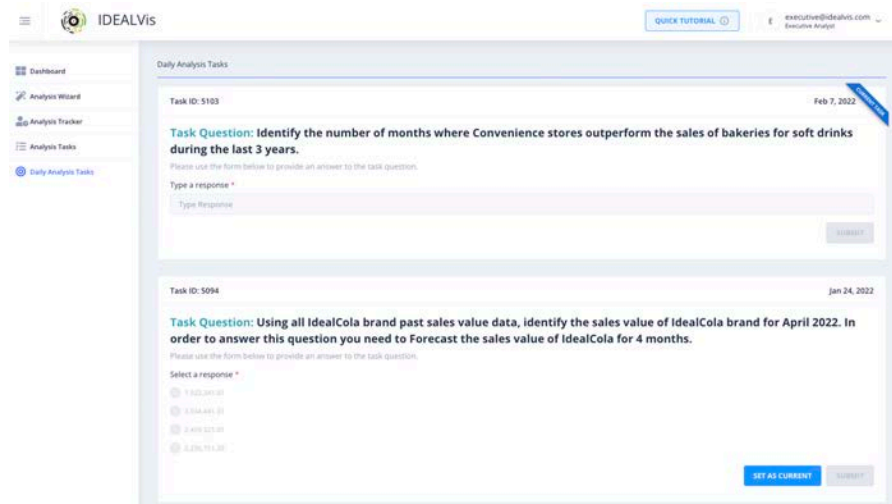 IDEALVis
QUICK TUTORIAL
E
executive@idealvis.com
Executive Analyst
Dashboard
Analysis Wizard
Analysis Tracker
Analysis Tasks
Daily Analysis Tasks
Daily Analysis Tasks
Task ID: 5103
Feb 7, 2022
CURRENT TASK
Task Question: Identify the number of months where Convenience stores outperform the sales of bakeries for soft drinks
during the last 3 years.
Please use the form below to provide an answer to the task question.
Type a response *
Type Response
SUBMIT
Task ID: 5094
Jan 24, 2022
Task Question: Using all IdealCola brand past sales value data, identify the sales value of IdealCola brand for April 2022. In
order to answer this question you need to Forecast the sales value of IdealCola for 4 months.
Please use the form below to provide an answer to the task question.
Select a response *
SET AS CURRENT
SUBMIT